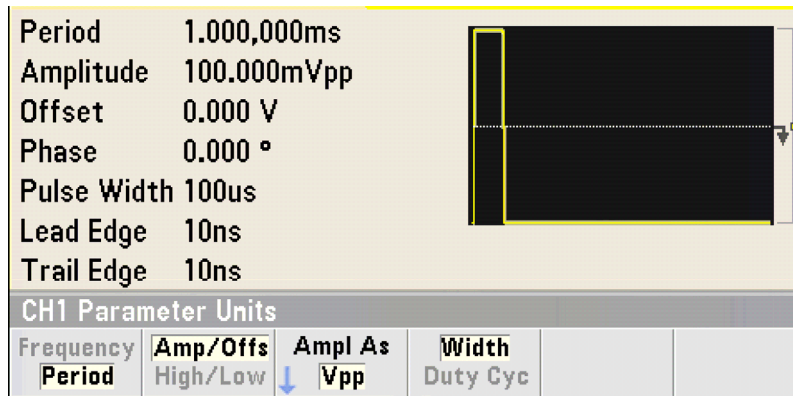 Period 1.000,000ms
Amplitude 100.000mVpp
Offset 0.000 V
Phase 0.000 °
Pulse Width 100us
Lead Edge 10ns
Trail Edge 10ns
CH1 Parameter Units
Frequency Amp/Offs Ampl As Width
Period High/Low Vpp Duty Cyc